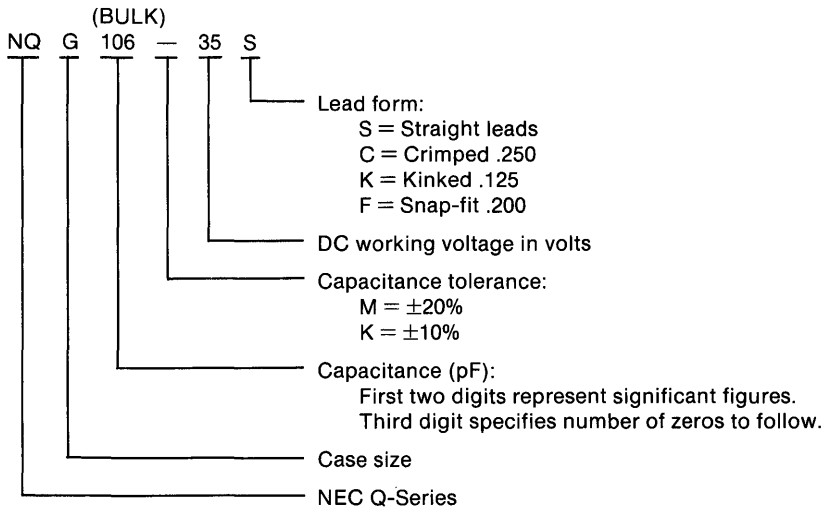 (BULK)
NQ G 106 — 35 S
Lead form:
S = Straight leads
C = Crimped .250
K = Kinked .125
F = Snap-fit .200
DC working voltage in volts
Capacitance tolerance:
M = ±20%
K = ±10%
Capacitance (pF):
First two digits represent significant figures.
Third digit specifies number of zeros to follow.
Case size
NEC Q-Series